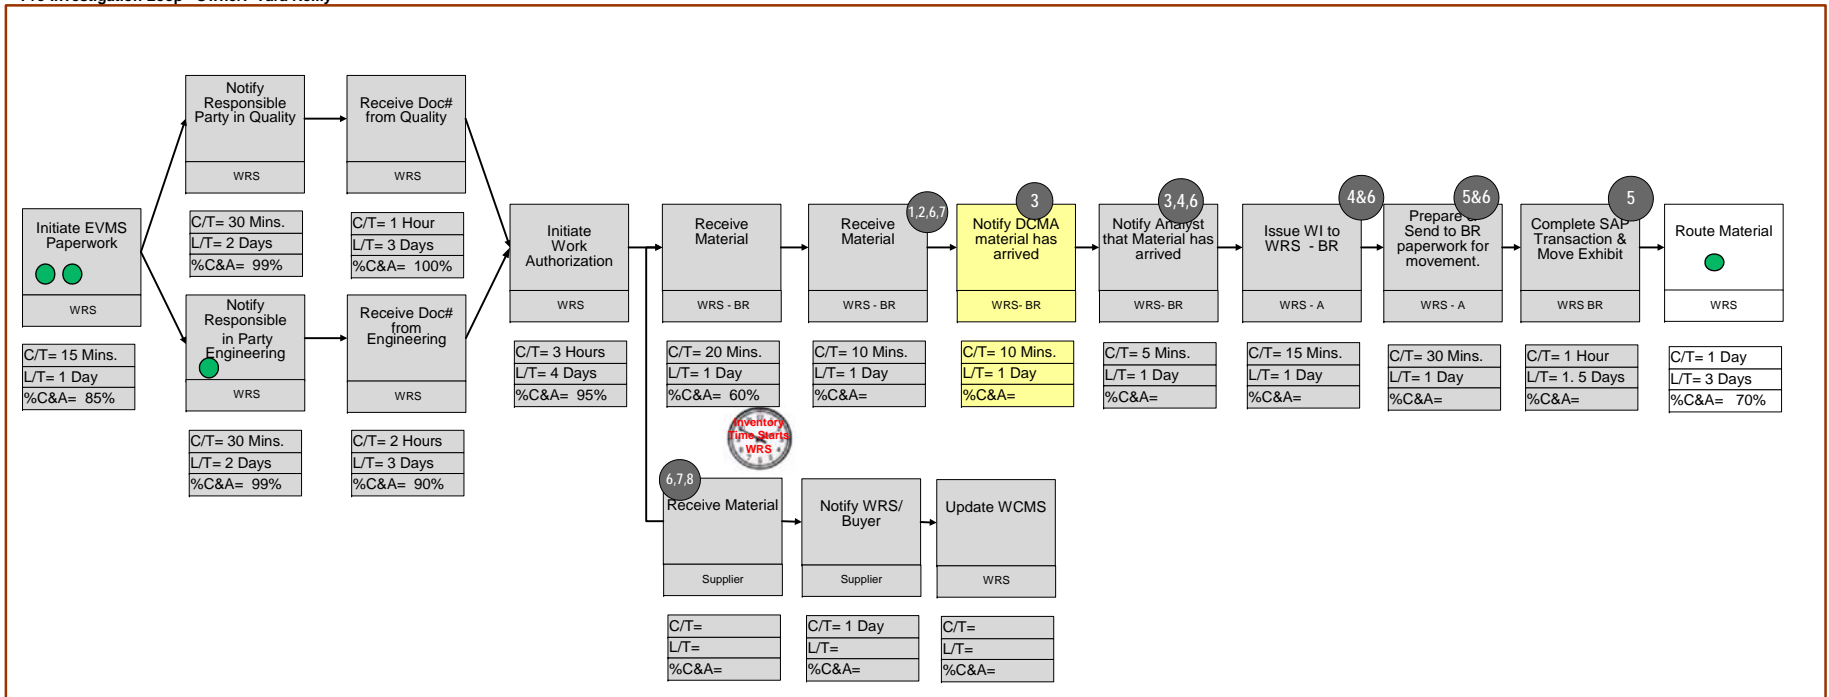 Initiate EVMS
Paperwork
WRS
C/T= 15 Mins.
L/T= 1 Day
%C&A= 85%
Notify
Responsible
Party in Quality
WRS
C/T= 30 Mins.
L/T= 2 Days
%C&A= 99%
Receive Doc#
from Quality
WRS
C/T= 1 Hour
L/T= 3 Days
%C&A= 100%
Notify
Responsible
in Party
Engineering
WRS
C/T= 30 Mins.
L/T= 2 Days
%C&A= 99%
Receive Doc#
from
Engineering
WRS
C/T= 2 Hours
L/T= 3 Days
%C&A= 90%
Initiate
Work
Authorization
WRS
C/T= 3 Hours
L/T= 4 Days
%C&A= 95%
Receive
Material
WRS - BR
C/T= 20 Mins.
L/T= 1 Day
%C&A= 60%
Inventory
Time Starts
WRS
1,2,6,7
Receive
Material
WRS - BR
C/T= 10 Mins.
L/T= 1 Day
%C&A=
3
Notify DCMA
material has
arrived
WRS- BR
C/T= 10 Mins.
L/T= 1 Day
%C&A=
3,4,6
Notify Analyst
that Material has
arrived
WRS- BR
C/T= 5 Mins.
L/T= 1 Day
%C&A=
4&6
Issue WI to
WRS - BR
WRS - A
C/T= 15 Mins.
L/T= 1 Day
%C&A=
5&6
Prepare
Send to BR
paperwork for
movement.
WRS - A
C/T= 30 Mins.
L/T= 1 Day
%C&A=
5
Complete SAP
Transaction &
Move Exhibit
WRS BR
C/T= 1 Hour
L/T= 1. 5 Days
%C&A=
Route Material
WRS
C/T= 1 Day
L/T= 3 Days
%C&A= 70%
6,7,8
Receive Material
Supplier
C/T=
L/T=
%C&A=
Notify WRS/
Buyer
Supplier
C/T= 1 Day
L/T=
%C&A=
Update WCMS
WRS
C/T=
L/T=
%C&A=